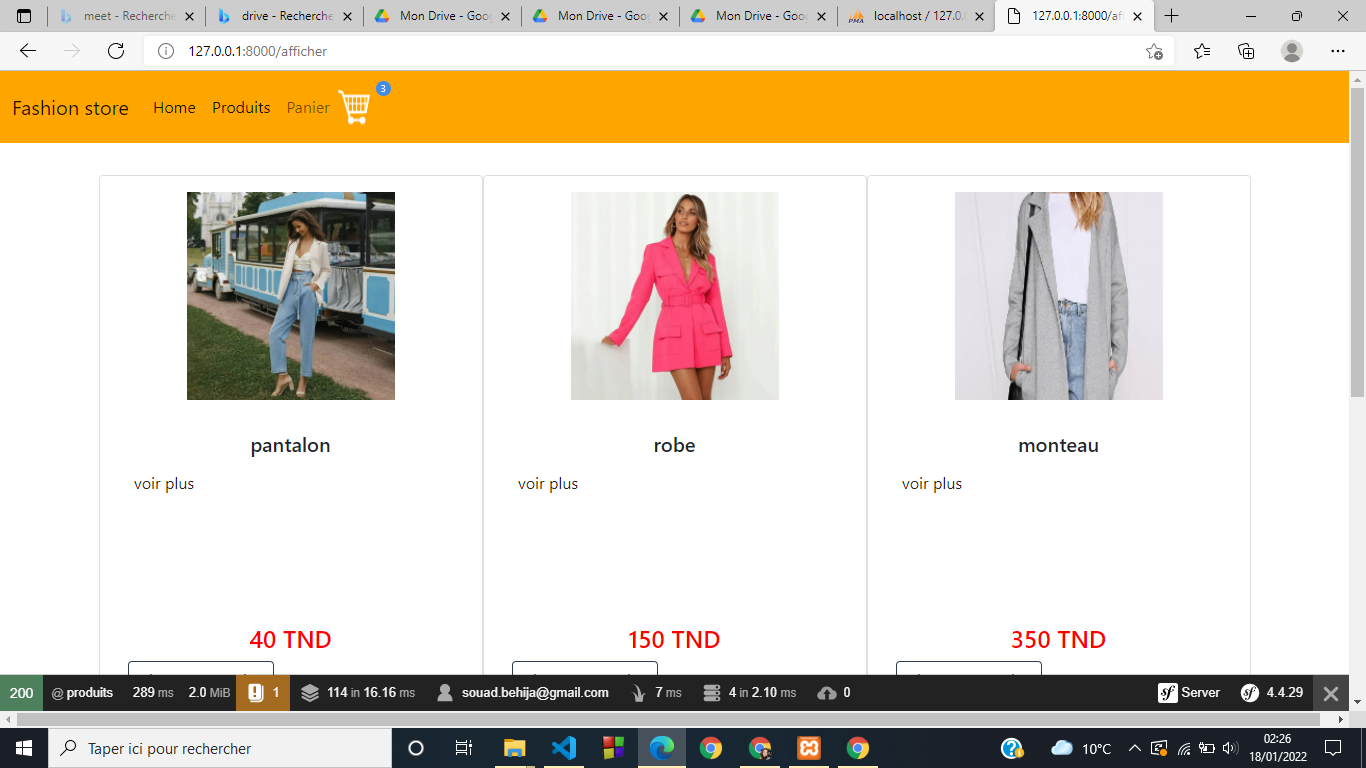 meet - Recherche
drive - Recherche
Mon Drive - Goo
Mon Drive - Goo
Mon Drive - Goo
localhost / 127.0.
127.0.0.1:8000/aff
127.0.0.1:8000/afficher
Fashion store Home Produits Panier 3
pantalon robe monteau
voir plus voir plus voir plus
40 TND 150 TND 350 TND
200 @ produits 289 ms 2.0 MiB 1 114 in 16.16 ms souad.behija@gmail.com 7 ms 4 in 2.10 ms 0 Server 4.4.29
Taper ici pour rechercher
10°C
02:26
18/01/2022